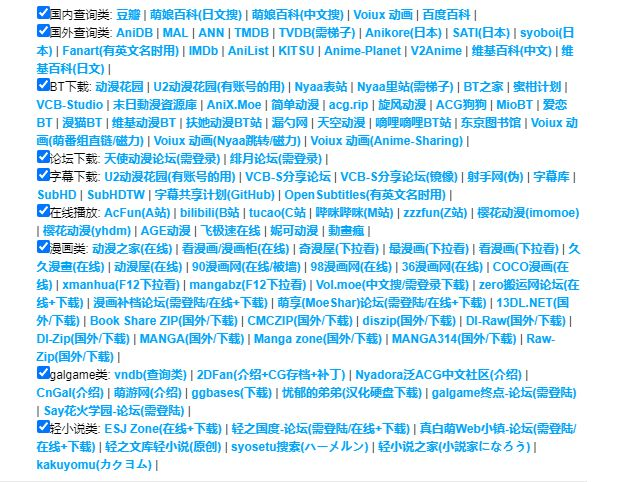 国内查询类: 豆瓣 | 萌娘百科(日文搜) | 萌娘百科(中文搜) | Voiux 动画 | 百度百科 |
国外查询类: AniDB | MAL | ANN | TMDB | TVDB(需梯子) | Anikore(日本) | SATI(日本) | syoboi(日
本) | Fanart(有英文名时用) | IMDb | AniList | KITSU | Anime-Planet | V2Anime | 维基百科(中文) | 维
基百科(日文) |
BT下载: 动漫花园 | U2动漫花园(有账号的用) | Nyaa表站 | Nyaa里站(需梯子) | BT之家 | 蜜柑计划 |
VCB-Studio | 末日動漫資源庫 | AniX.Moe | 简单动漫 | acg.rip | 旋风动漫 | ACG狗狗 | MioBT | 爱恋
BT | 漫猫BT | 维基动漫BT | 扶她动漫BT站 | 漏勺网 | 天空动漫 | 嘀哩嘀哩BT站 | 东京图书馆 | Voiux 动
画(萌番组直链/磁力) | Voiux 动画(Nyaa跳转/磁力) | Voiux 动画(Anime-Sharing) |
论坛下载: 天使动漫论坛(需登录) | 绯月论坛(需登录) |
字幕下载: U2动漫花园(有账号的用) | VCB-S分享论坛 | VCB-S分享论坛(镜像) | 射手网(伪) | 字幕库 |
SubHD | SubHDTW | 字幕共享计划(GitHub) | OpenSubtitles(有英文名时用) |
在线播放: AcFun(A站) | bilibili(B站 | tucao(C站 | 哔咪哔咪(M站) | zzzfun(Z站) | 樱花动漫(imomoe)
| 樱花动漫(yhdm) | AGE动漫 | 飞极速在线 | 妮可动漫 | 動畫瘋 |
漫画类: 动漫之家(在线) | 看漫画/漫画柜(在线) | 奇漫屋(下拉看) | 最漫画(下拉看) | 看漫画(下拉看) | 久
久漫畫(在线) | 动漫屋(在线) | 90漫画网(在线/被墙) | 98漫画网(在线) | 36漫画网(在线) | COCO漫画(在
线) | xmanhua(F12下拉看) | mangabz(F12下拉看) | Vol.moe(中文搜/需登录下载) | zero搬运网论坛(在
线+下载) | 漫画补档论坛(需登陆/在线+下载) | 萌享(MoeShar)论坛(需登陆/在线+下载) | 13DL.NET(国
外/下载) | Book Share ZIP(国外/下载) | CMCZIP(国外/下载) | disczip(国外/下载) | Dl-Raw(国外/下载) |
Dl-Zip(国外/下载) | MANGA(国外/下载) | Manga zone(国外/下载) | MANGA314(国外/下载) | Raw-
Zip(国外/下载) |
galgame类: vndb(查询类) | 2DFan(介绍+CG存档+补丁) | Nyadora泛ACG中文社区(介绍) |
CnGal(介绍) | 萌游网(介绍) | ggbases(下载) | 忧郁的弟弟(汉化硬盘下载) | galgame终点-论坛(需登陆)
| Say花火学园-论坛(需登陆) |
轻小说类: ESJ Zone(在线+下载) | 轻之国度-论坛(需登陆/在线+下载) | 真白萌Web小镇-论坛(需登陆/
在线+下载) | 轻之文库轻小说(原创) | syosetu搜索(ハーメルン) | 轻小说之家(小説家になろう) |
kakuyomu(カクヨム) |